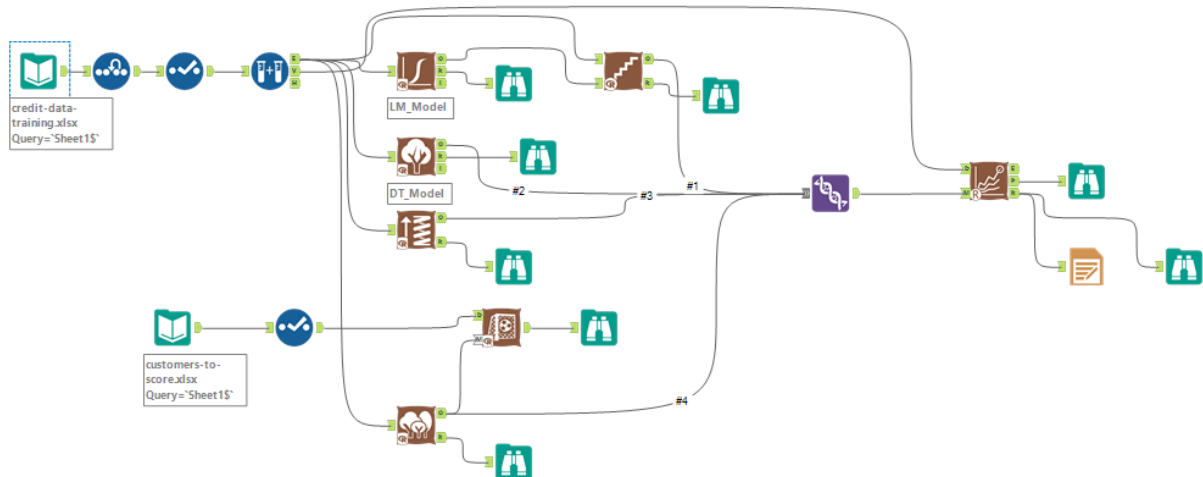 credit-data-
training.xlsx
Query=`Sheet1$`
E
V
H
O
R
I
LM_Model
O
R
O
R
I
DT_Model
#2
#3
#1
O
R
D
M
R
E
D
R
customers-to-
score.xlsx
Query=`Sheet1$`
D
M
#4
O
R